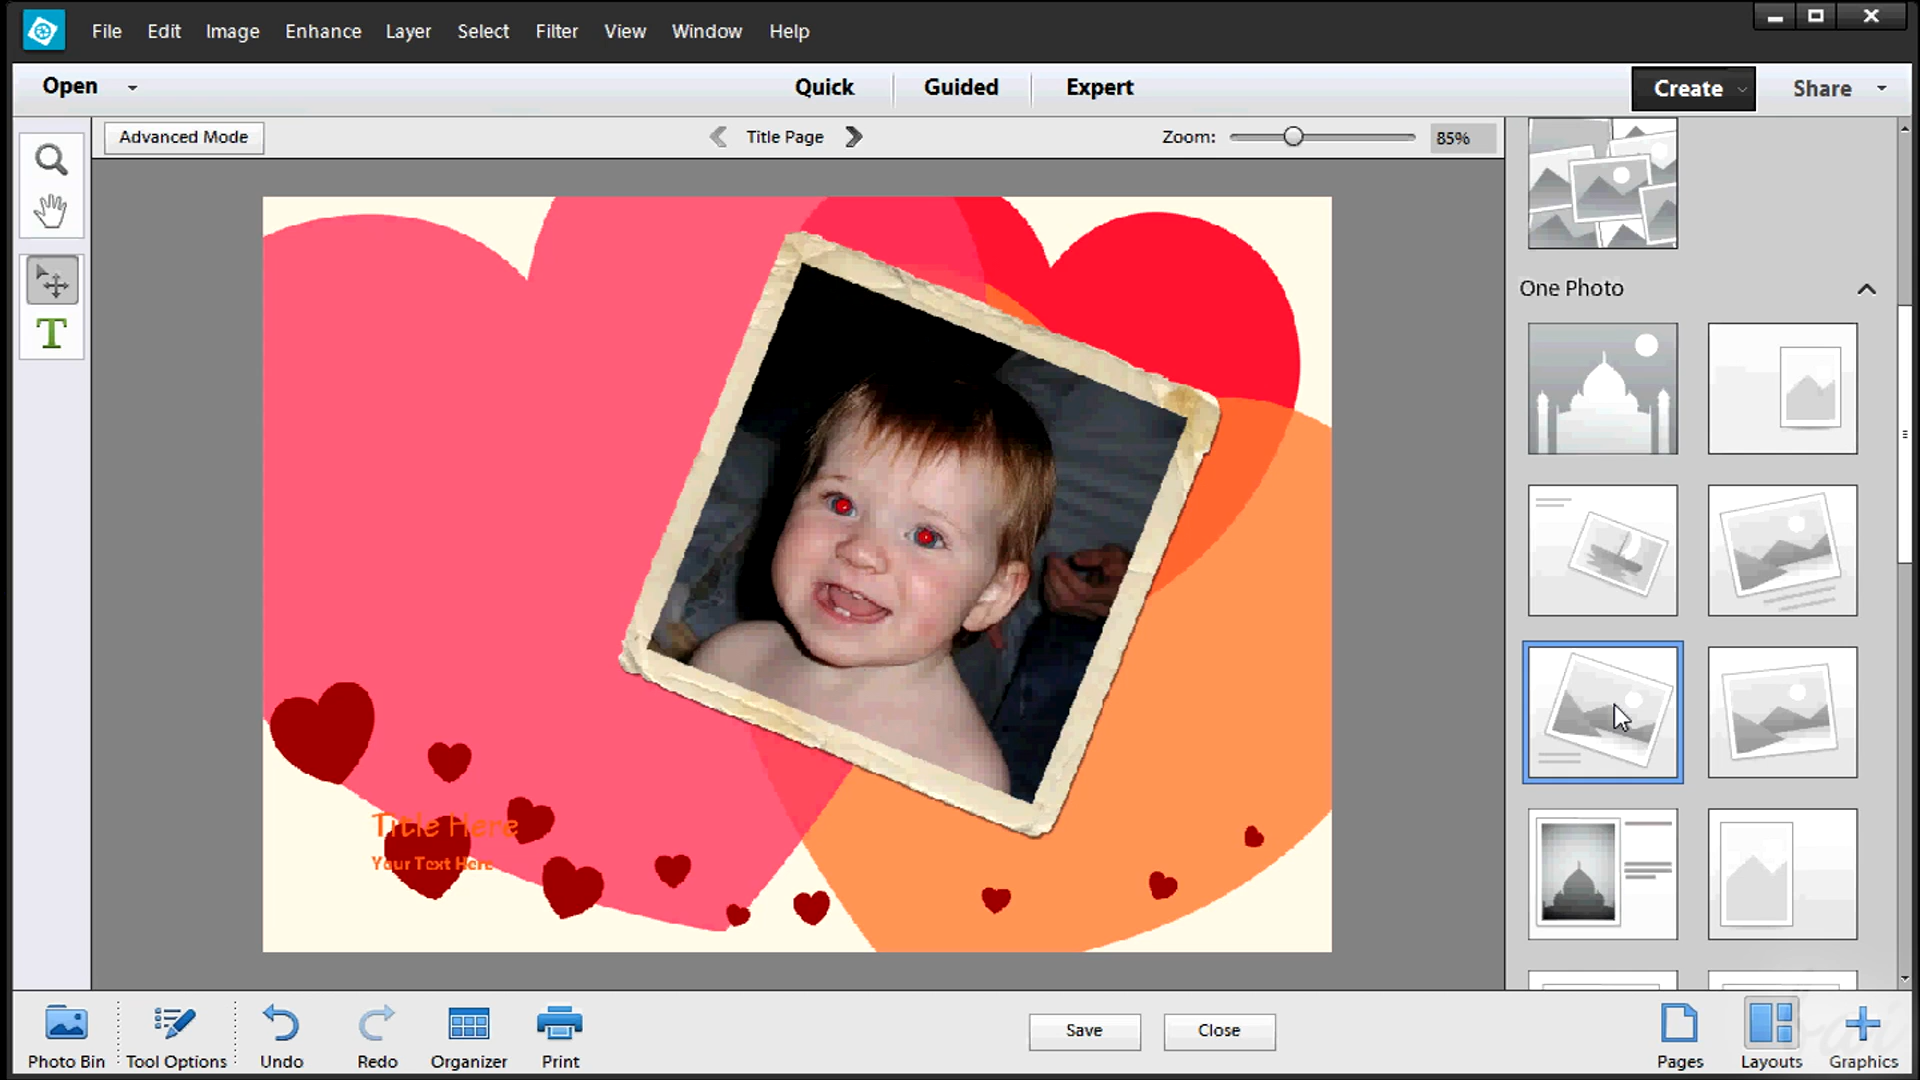 File Edit Image Enhance Layer Select Filter View Window Help
Open Quick Guided Expert Create Share
Advanced Mode Title Page Zoom: 85%
One Photo
Title Here
Your Text Here
Save Close
Photo Bin Tool Options Undo Redo Organizer Print Pages Layouts Graphics